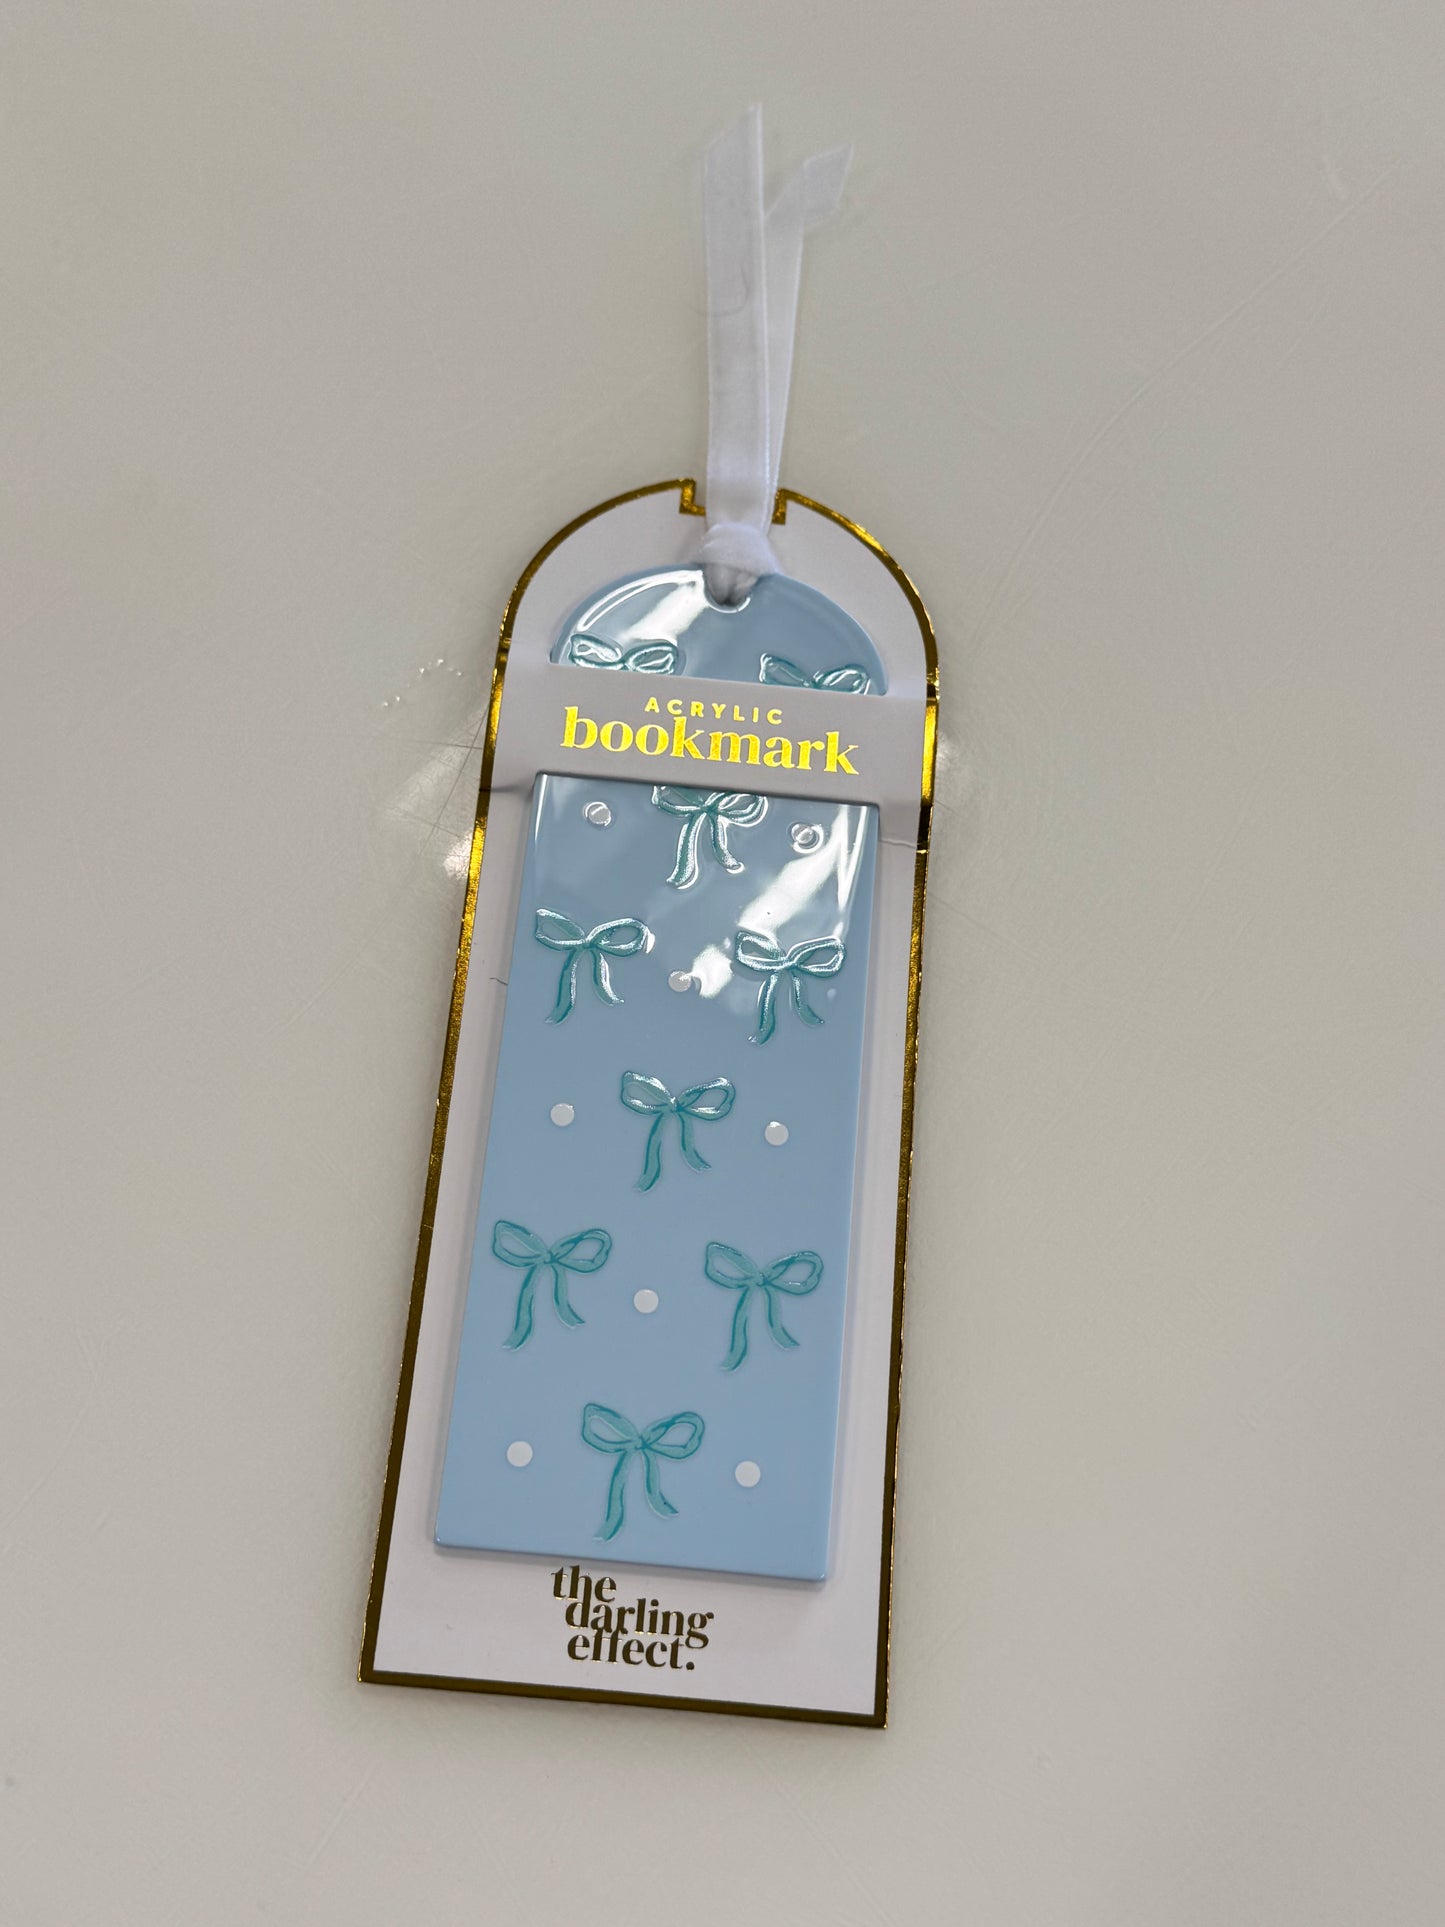 ACRYLIC
bookmark
the
darling
effect.